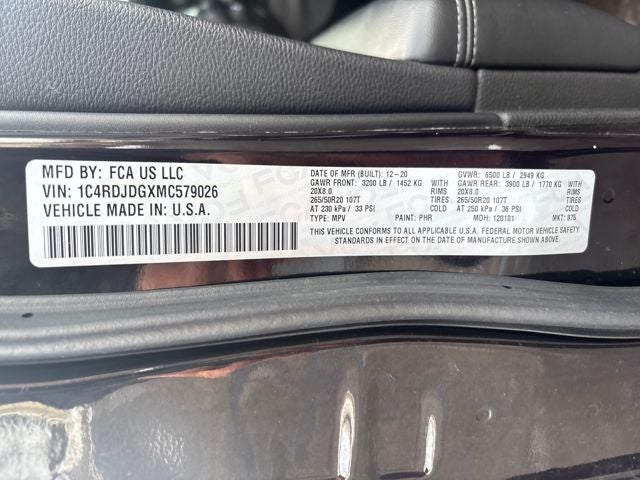 MFD BY: FCA US LLC
VIN: 1C4RDJDGXMC579026
VEHICLE MADE IN: U.S.A.
DATE OF MFR (BUILT): 12-20 GVWR: 6500 LB / 2949 KG
GAWR FRONT: 3200 LB / 1452 KG WITH GAWR REAR: 3900 LB / 1770 KG WITH
20X8.0 RIMS 20X8.0 RIMS
265/50R20 107T TIRES 265/50R20 107T TIRES
AT 230 kPa / 33 PSI COLD AT 250 kPa / 36 PSI COLD
TYPE: MPV PAINT: PHR MDH: 120101 MKT: 875
THIS VEHICLE CONFORMS TO ALL APPLICABLE U.S.A. FEDERAL MOTOR VEHICLE SAFETY
STANDARDS IN EFFECT ON THE DATE OF MANUFACTURE SHOWN ABOVE.